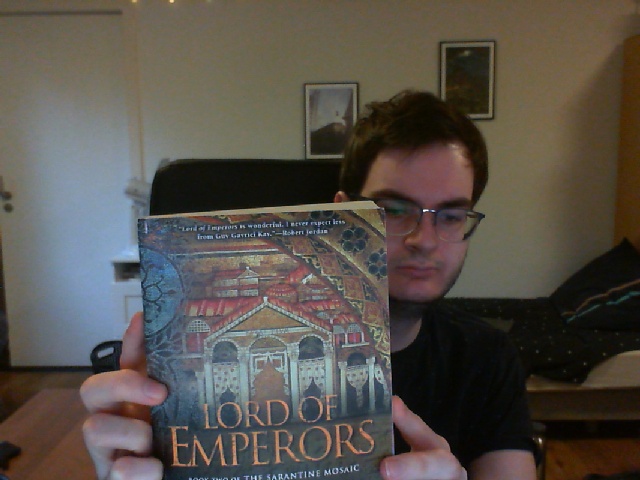 "Lord of Emperors is wonderful. I never expect less
from Guy Gavriel Kay."—Robert Jordan
LORD OF
EMPERORS
BOOK TWO OF THE SARANTINE MOSAIC